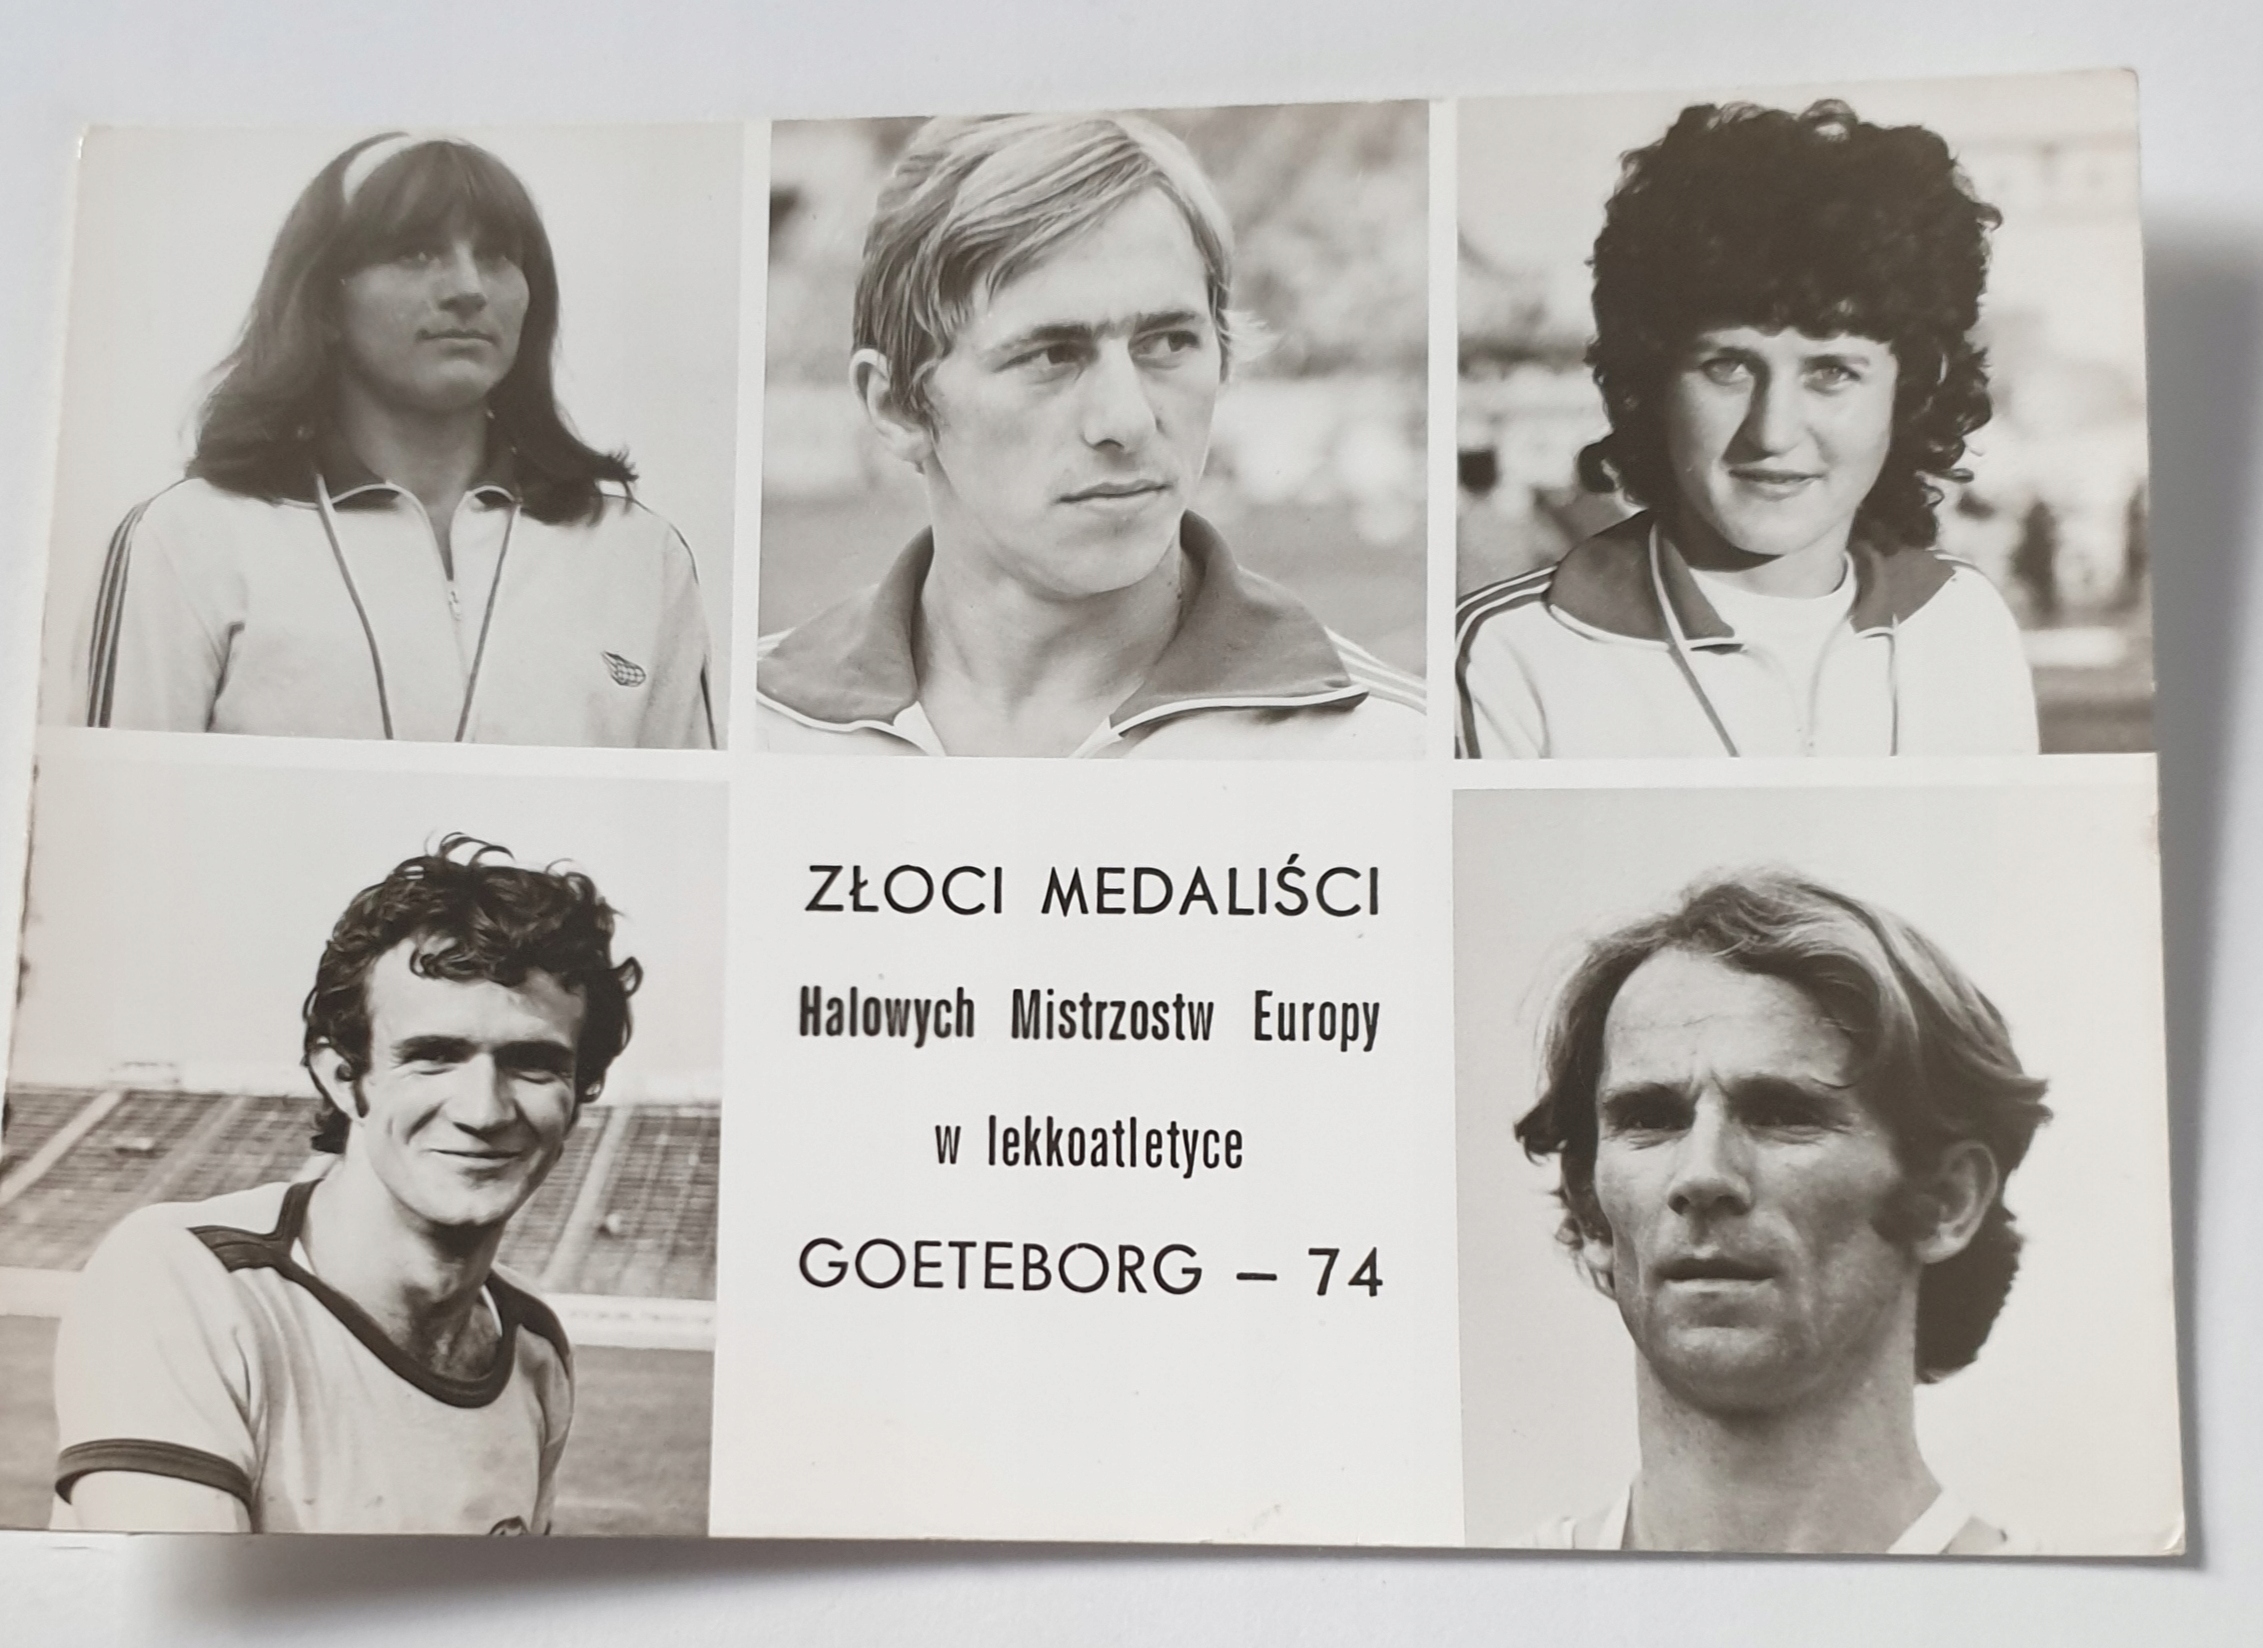 ZŁOCI MEDALIŚCI
Halowych Mistrzostw Europy
w lekkoatletyce
GOETEBORG – 74